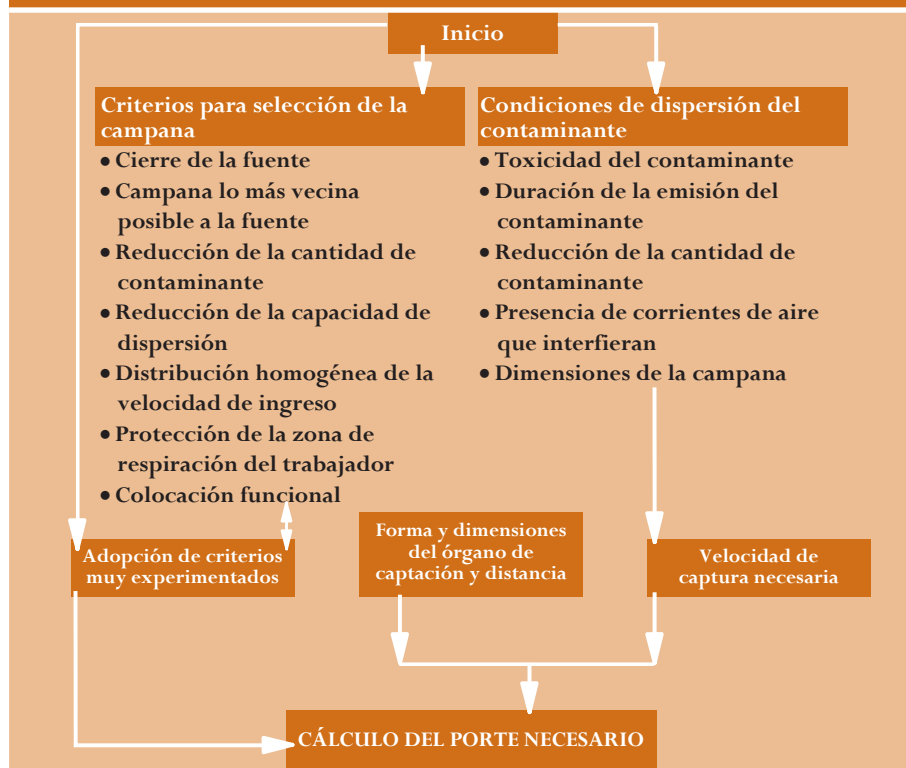 Inicio
Criterios para selección de la
campana
• Cierre de la fuente
• Campana lo más vecina
posible a la fuente
• Reducción de la cantidad de
contaminante
• Reducción de la capacidad de
dispersión
• Distribución homogénea de la
velocidad de ingreso
• Protección de la zona de
respiración del trabajador
• Colocación funcional
Condiciones de dispersión del
contaminante
• Toxicidad del contaminante
• Duración de la emisión del
contaminante
• Reducción de la cantidad de
contaminante
• Presencia de corrientes de aire
que interfieran
• Dimensiones de la campana
Adopción de criterios
muy experimentados
Forma y dimensiones
del órgano de
captación y distancia
Velocidad de
captura necesaria
CÁLCULO DEL PORTE NECESARIO